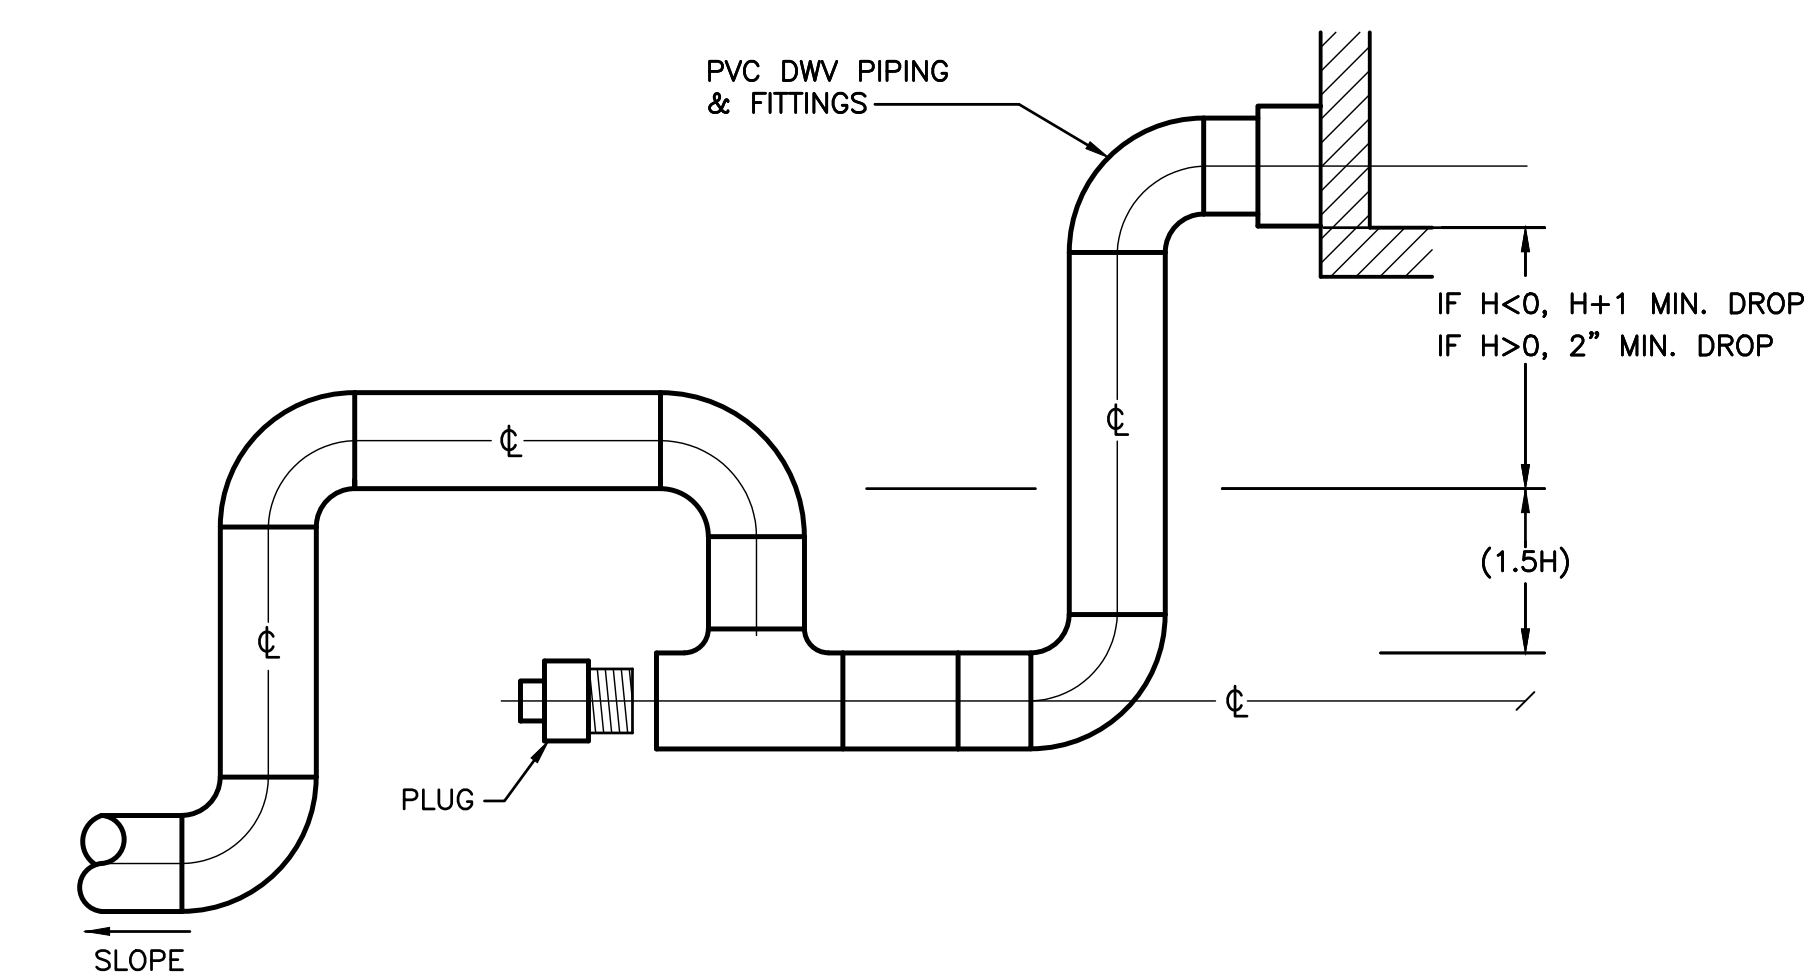 PVC DWV PIPING
& FITTINGS
IF H<0, H+1 MIN. DROP
IF H>0, 2" MIN. DROP
℄
℄
(1.5H)
℄
℄
PLUG
SLOPE